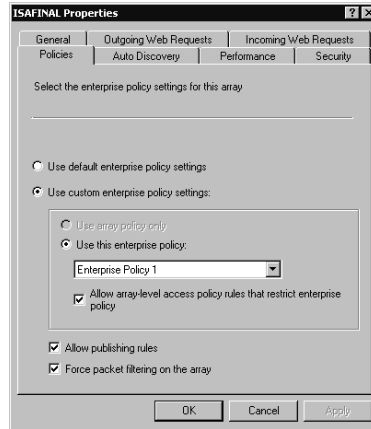 ISAFINAL Properties
General Outgoing Web Requests Incoming Web Requests
Policies Auto Discovery Performance Security
Select the enterprise policy settings for this array
Use default enterprise policy settings
Use custom enterprise policy settings:
Use array policy only
Use this enterprise policy:
Enterprise Policy 1
Allow array-level access policy rules that restrict enterprise
policy
Allow publishing rules
Force packet filtering on the array
OK Cancel Apply